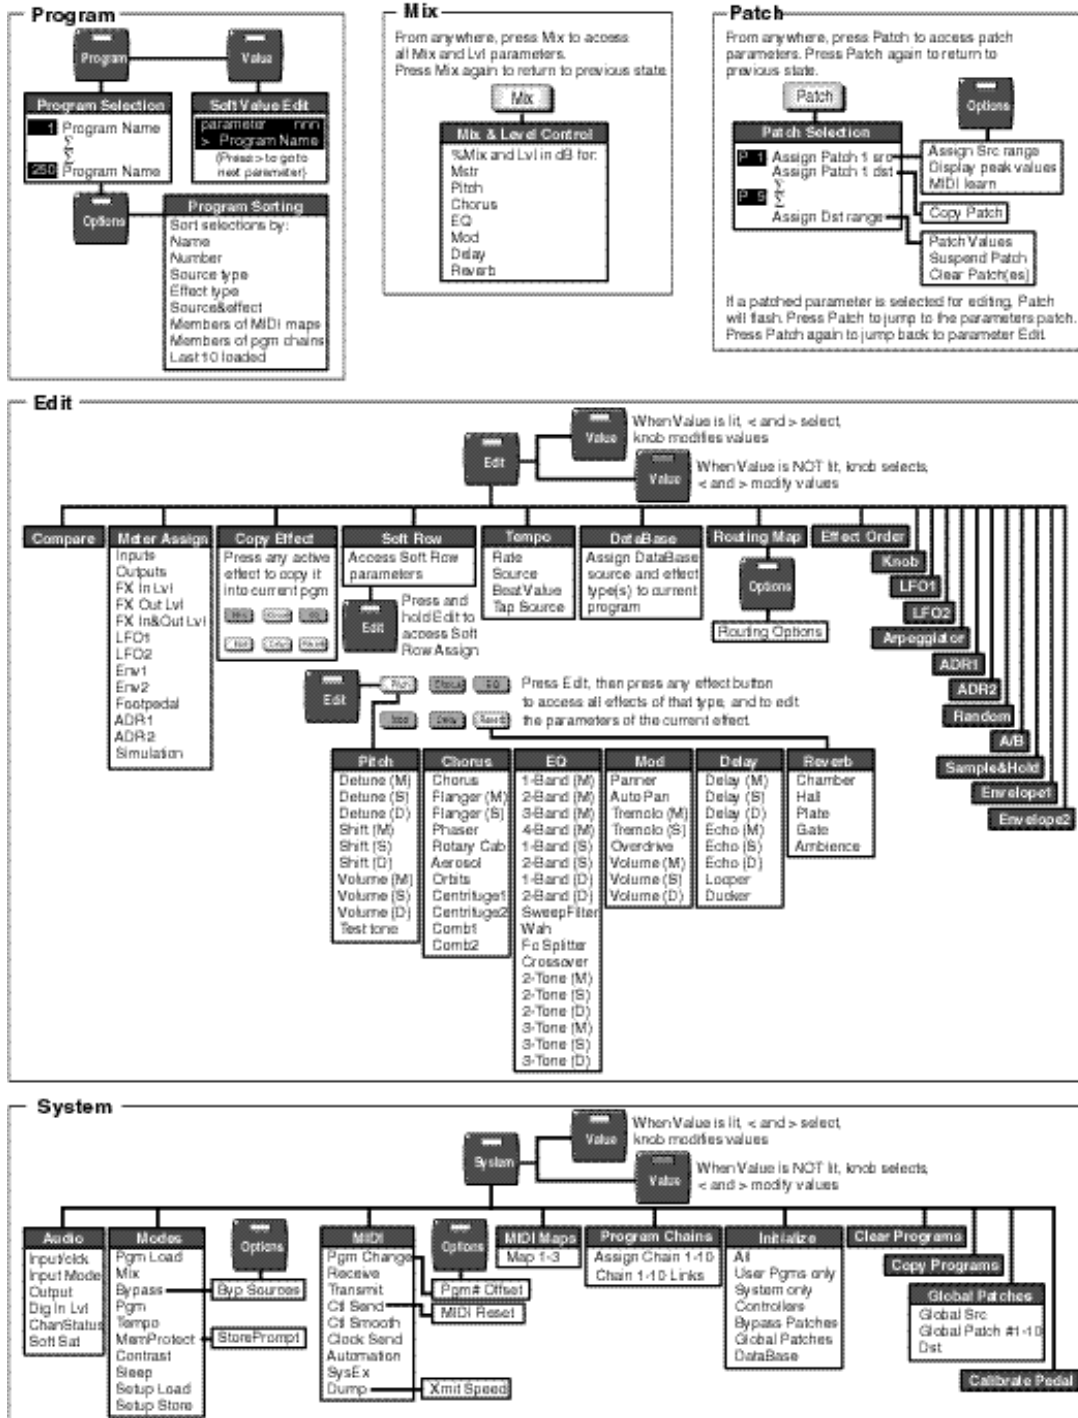 Program
Program
Value
Program Selection
1 Program Name
Σ
Σ
250 Program Name
Soft Value Edit
parameter nnn
> Program Name
(Press > to go to
next parameter)
Options
Program Sorting
Sort selections by:
Name
Number
Source type
Effect type
Source&effect
Members of MIDI maps
Members of pgm chains
Last 10 loaded
Mix
From anywhere, press Mix to access
all Mix and Lvl parameters.
Press Mix again to return to previous state
Mix
Mix & Level Control
%Mix and Lvl in dB for:
Mstr
Pitch
Chorus
EQ
Mod
Delay
Reverb
Patch
From anywhere, press Patch to access patch
parameters. Press Patch again to return to
previous state.
Patch
Options
Patch Selection
P 1 Assign Patch 1 src
Assign Patch 1 dst
Σ
P 5 Σ
Assign Dst range
Assign Src range
Display peak values
MIDI learn
Copy Patch
Patch Values
Suspend Patch
Clear Patch(es)
If a patched parameter is selected for editing, Patch
will flash. Press Patch to jump to the parameters patch.
Press Patch again to jump back to parameter Edit.
Edit
Edit
Value
When Value is lit, < and > select,
knob modifies values
Value
When Value is NOT lit, knob selects,
< and > modify values
Compare
Meter Assign
Inputs
Outputs
FX In Lvl
FX Out Lvl
FX In&Out Lvl
LFO1
LFO2
Env1
Env2
Footpedal
ADR1
ADR2
Simulation
Copy Effect
Press any active
effect to copy it
into current pgm
Soft Row
Access Soft Row
parameters
Edit
Press and
hold Edit to
access Soft
Row Assign
Tempo
Rate
Source
BeatValue
Tap Source
DataBase
Assign DataBase
source and effect
type(s) to current
program
Routing Map
Options
Routing Options
Effect Order
Knob
LFO1
LFO2
Arpeggiator
ADR1
ADR2
Random
A/B
Sample&Hold
Envelope1
Envelope2
Edit
Pitch Chorus EQ
Mod Delay Reverb
Press Edit, then press any effect button
to access all effects of that type, and to edit
the parameters of the current effect.
Pitch
Detune (M)
Detune (S)
Detune (D)
Shift (M)
Shift (S)
Shift (D)
Volume (M)
Volume (S)
Volume (D)
Test tone
Chorus
Chorus
Flanger (M)
Flanger (S)
Phaser
Rotary Cab
Aerosol
Orbits
Centrifuge1
Centrifuge2
Comb1
Comb2
EQ
1-Band (M)
2-Band (M)
3-Band (M)
4-Band (M)
1-Band (S)
2-Band (S)
1-Band (D)
2-Band (D)
SweepFilter
Wah
Fc Splitter
Crossover
2-Tone (M)
2-Tone (S)
2-Tone (D)
3-Tone (M)
3-Tone (S)
3-Tone (D)
Mod
Panner
AutoPan
Tremolo (M)
Tremolo (S)
Overdrive
Volume (M)
Volume (S)
Volume (D)
Delay
Delay (M)
Delay (S)
Delay (D)
Echo (M)
Echo (S)
Echo (D)
Looper
Ducker
Reverb
Chamber
Hall
Plate
Gate
Ambience
System
System
Value
When Value is lit, < and > select,
knob modifies values
Value
When Value is NOT lit, knob selects,
< and > modify values
Audio
Input/clck
Input Mode
Output
Dig In Lvl
ChanStatus
Soft Sat
Modes
Pgm Load
Mix
Bypass
Pgm
Tempo
MemProtect
Contrast
Sleep
Setup Load
Setup Store
Options
Byp Sources
StorePrompt
MIDI
Pgm Change
Receive
Transmit
Ctl Send
Ctl Smooth
Clock Send
Automation
SysEx
Dump
Options
Pgm# Offset
MIDI Reset
Xmit Speed
MIDI Maps
Map 1-3
Program Chains
Assign Chain 1-10
Chain 1-10 Links
Initialize
All
User Pgms only
System only
Controllers
Bypass Patches
Global Patches
DataBase
Clear Programs
Copy Programs
Global Patches
Global Src
Global Patch #1-10
Dst
Calibrate Pedal